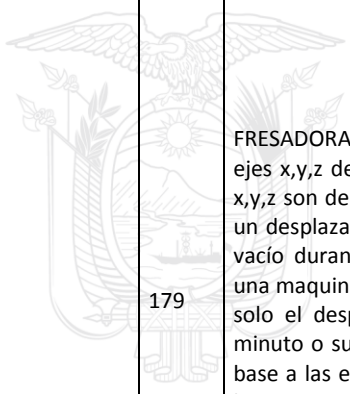 179
FRESADORA
ejes x,y,z de
x,y,z son de
un desplaza
vacío duran
una maquin
solo el desp
minuto o su
base a las e